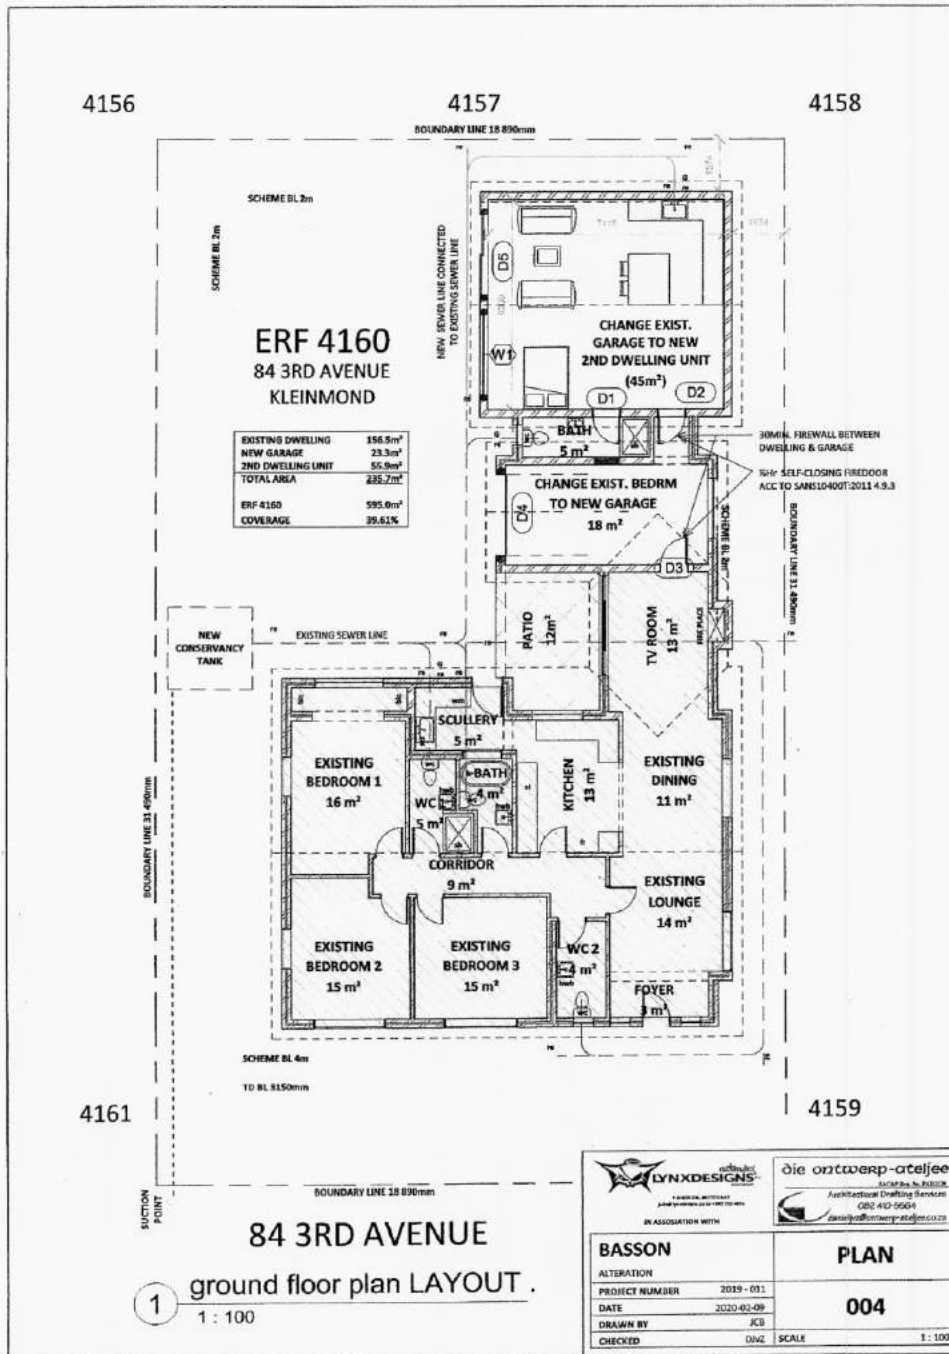 4156
4157
4158
BOUNDARY LINE 18 890mm
SCHEME BL 2m
SCHEME BL 2m
NEW SEWER LINE CONNECTED
TO EXISTING SEWER LINE
ERF 4160
84 3RD AVENUE
KLEINMOND
EXISTING DWELLING 156.5m²
NEW GARAGE 23.3m²
2ND DWELLING UNIT 55.9m²
TOTAL AREA 235.7m²
ERF 4160 595.0m²
COVERAGE 39.61%
D5
W1
CHANGE EXIST.
GARAGE TO NEW
2ND DWELLING UNIT
(45m²)
D1
D2
BATH
5 m²
30MIN. FIREWALL BETWEEN
DWELLING & GARAGE
½Hr SELF-CLOSING FIREDOOR
ACC TO SANS10400T:2011 4.9.3
CHANGE EXIST. BEDRM
TO NEW GARAGE
18 m²
D4
D3
SCHEME BL 2m
BOUNDARY LINE 31 490mm
PATIO
12m²
TV ROOM
13 m²
FIRE PLACE
NEW
CONSERVANCY
TANK
EXISTING SEWER LINE
SCULLERY
5 m²
EXISTING
BEDROOM 1
16 m²
WC 1
5 m²
BATH
4 m²
KITCHEN
13 m²
EXISTING
DINING
11 m²
BOUNDARY LINE 31 490mm
CORRIDOR
9 m²
EXISTING
LOUNGE
14 m²
EXISTING
BEDROOM 2
15 m²
EXISTING
BEDROOM 3
15 m²
WC 2
4 m²
FOYER
3 m²
SCHEME BL 4m
TO BL 3150mm
4161
4159
SUCTION
POINT
BOUNDARY LINE 18 890mm
84 3RD AVENUE
1
ground floor plan LAYOUT .
1 : 100
LYNXDESIGNS
IN ASSOCIATION WITH
die ontwerp-ateljee
Architectural Drafting Services
082 410-5564
BASSON
ALTERATION
PLAN
PROJECT NUMBER 2019 - 011
DATE 2020-02-09
004
DRAWN BY JCB
CHECKED DJVZ
SCALE 1 : 100